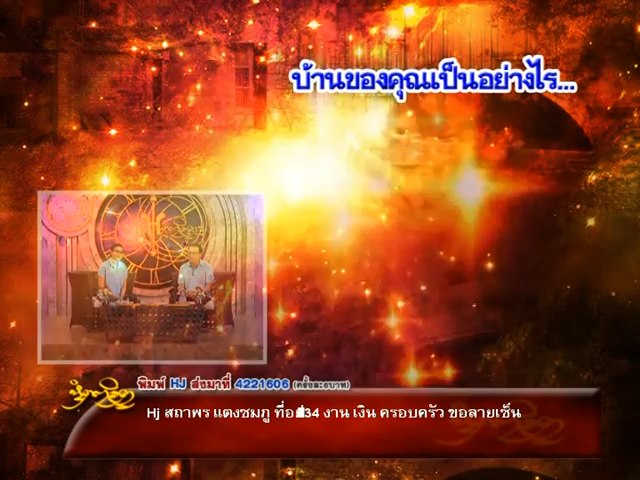 บ้านของคุณเป็นอย่างไร...
พิมพ์ HJ ส่งมาที่ 4221606 (ครั้งละ๐บาท)
Hj สถาพร แตงชมภู ที่อ 34 งาน เงิน ครอบครัว ขอลายเซ็น